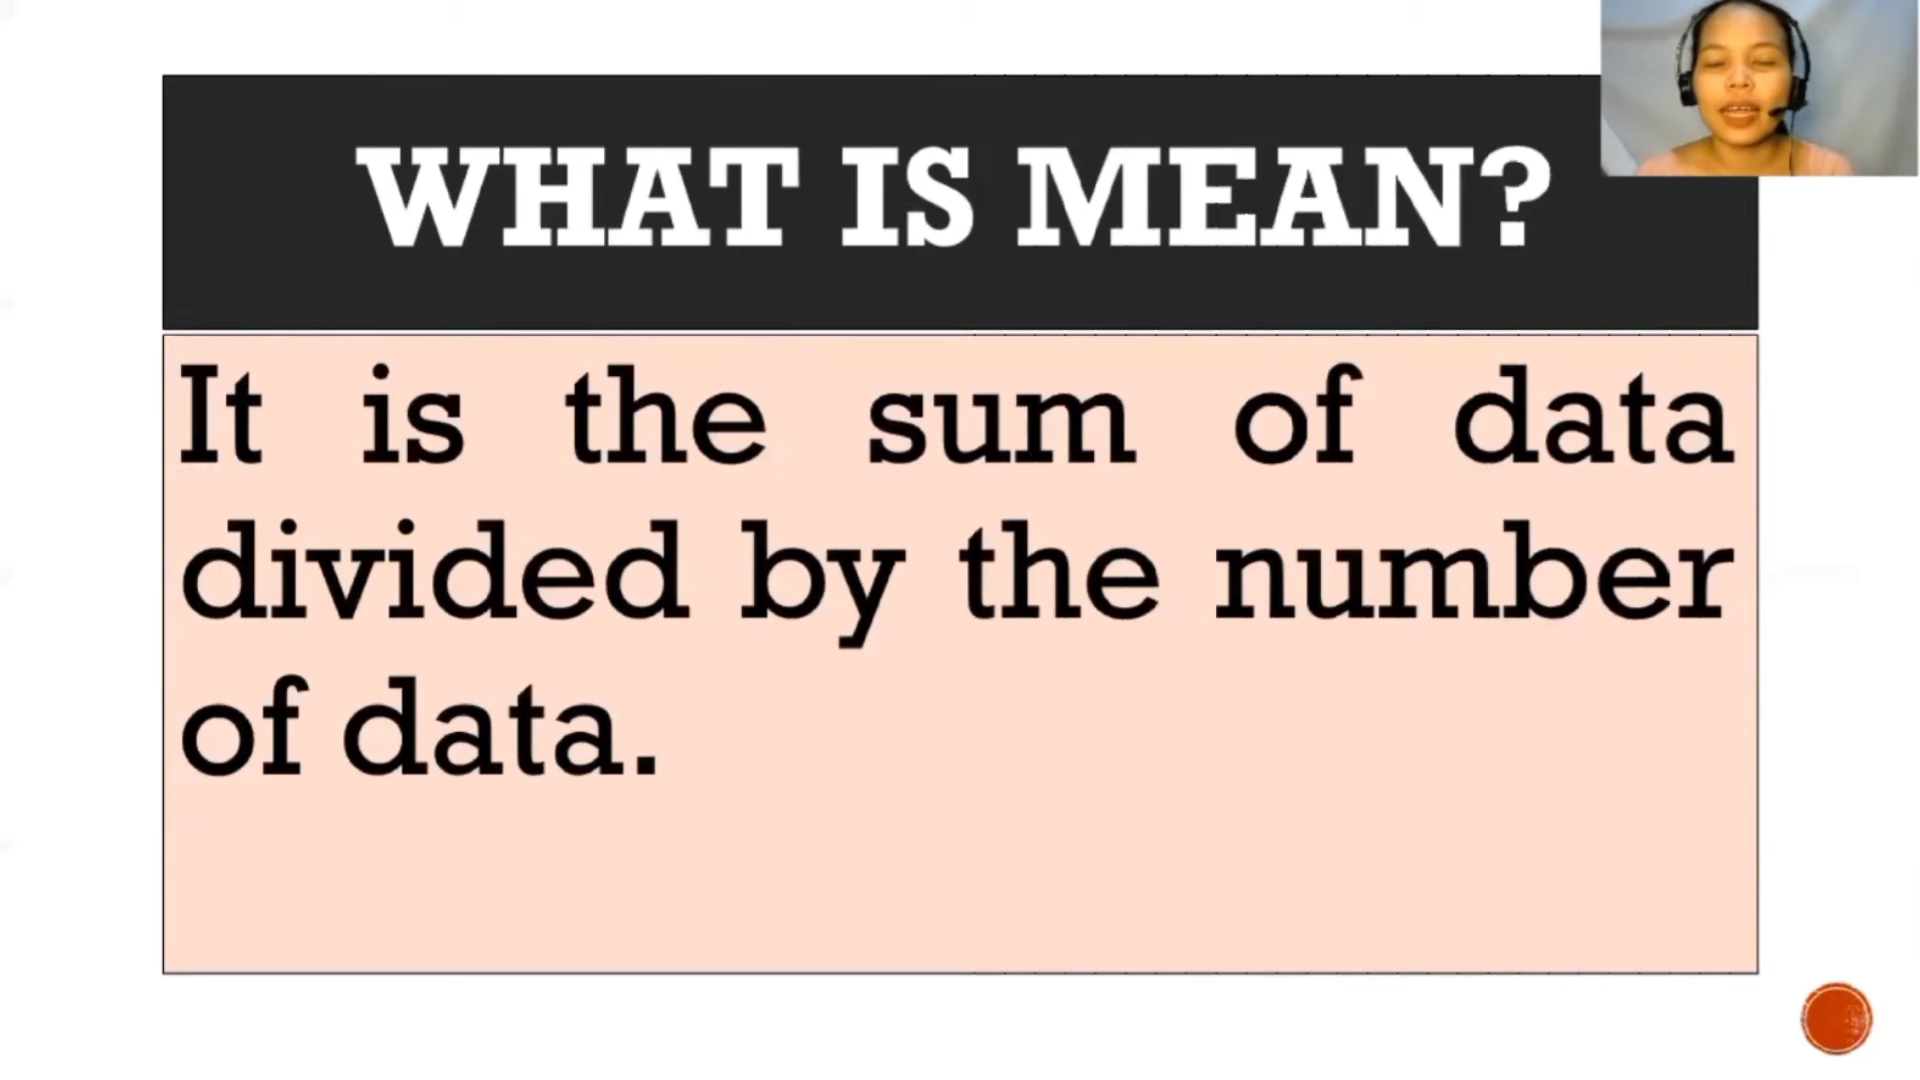 WHAT IS MEAN?
It is the sum of data
divided by the number
of data.